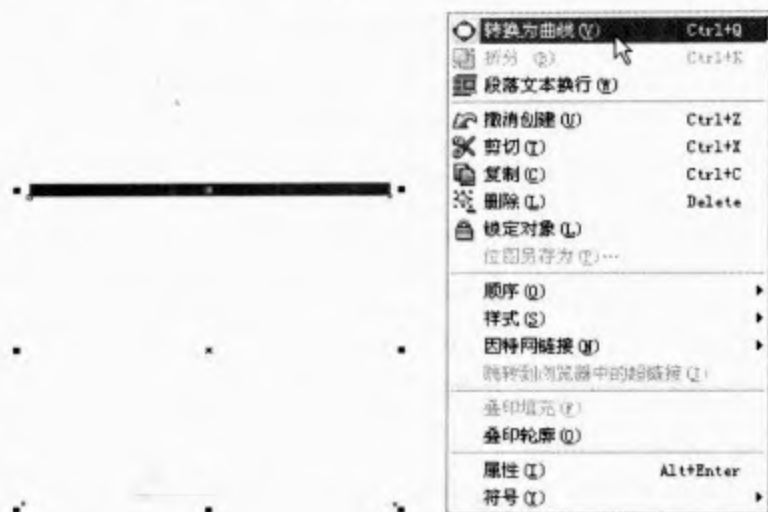 转换为曲线(V) Ctrl+Q
拆分 Ctrl+K
段落文本换行(W)
撤消创建(U) Ctrl+Z
剪切(T) Ctrl+X
复制(C) Ctrl+C
删除(L) Delete
锁定对象(L)
位图另存为(P)…
顺序(O)
样式(S)
因特网链接(N)
跳转到浏览器中的超链接(J)
叠印填充(F)
叠印轮廓(O)
属性(I) Alt+Enter
符号(Y)